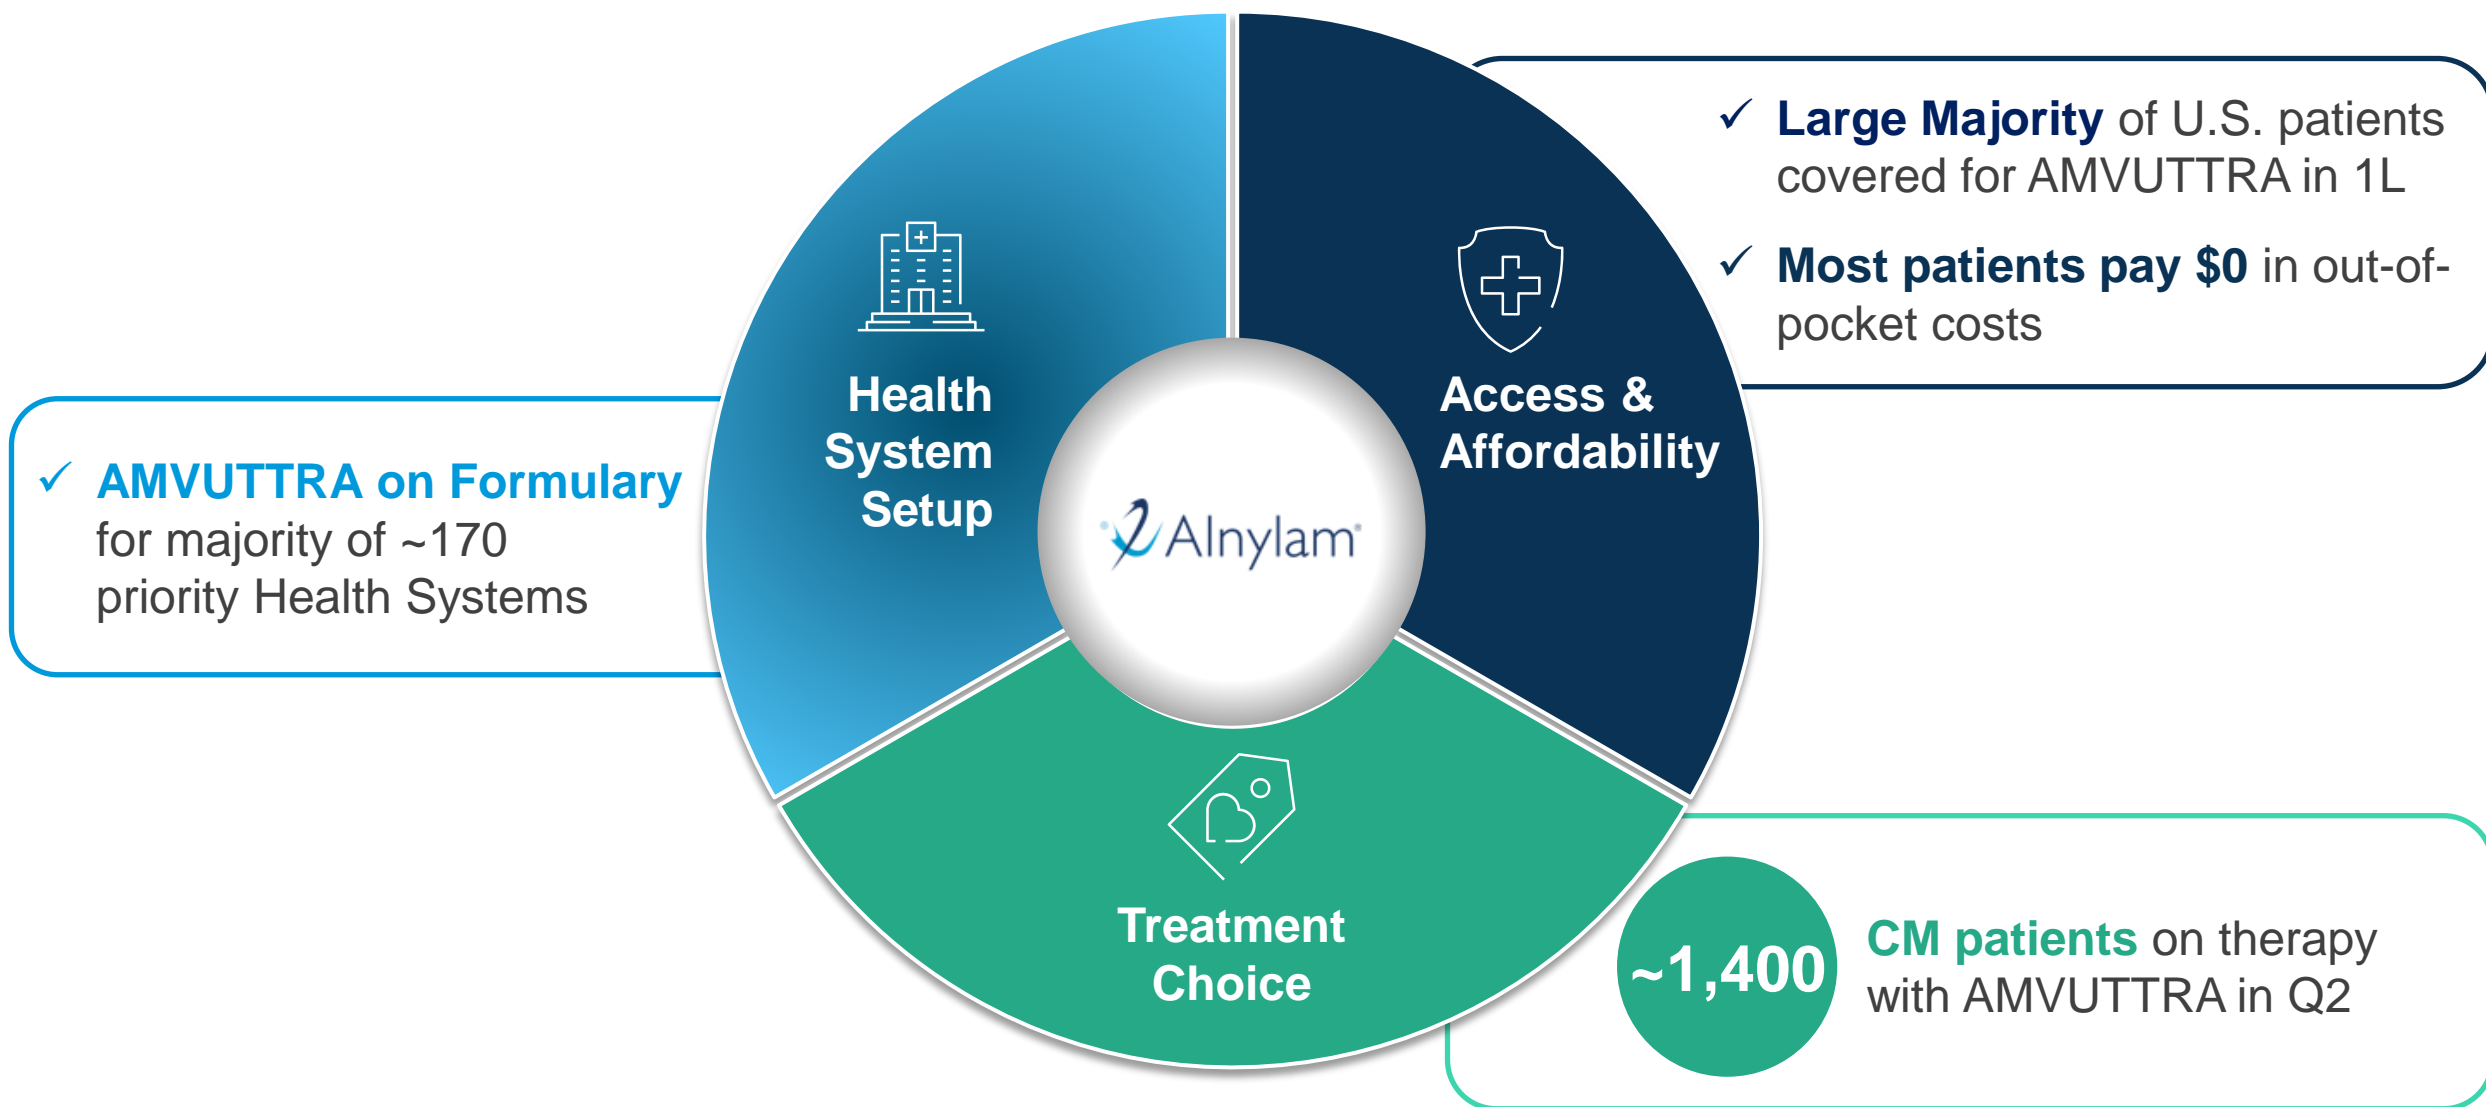 ✓ Large Majority of U.S. patients
covered for AMVUTTRA in 1L
✓ Most patients pay $0 in out-of-
pocket costs
Health
System
Setup
Access &
Affordability
✓ AMVUTTRA on Formulary
for majority of ~170
priority Health Systems
Alnylam®
Treatment
Choice
~1,400
CM patients on therapy
with AMVUTTRA in Q2